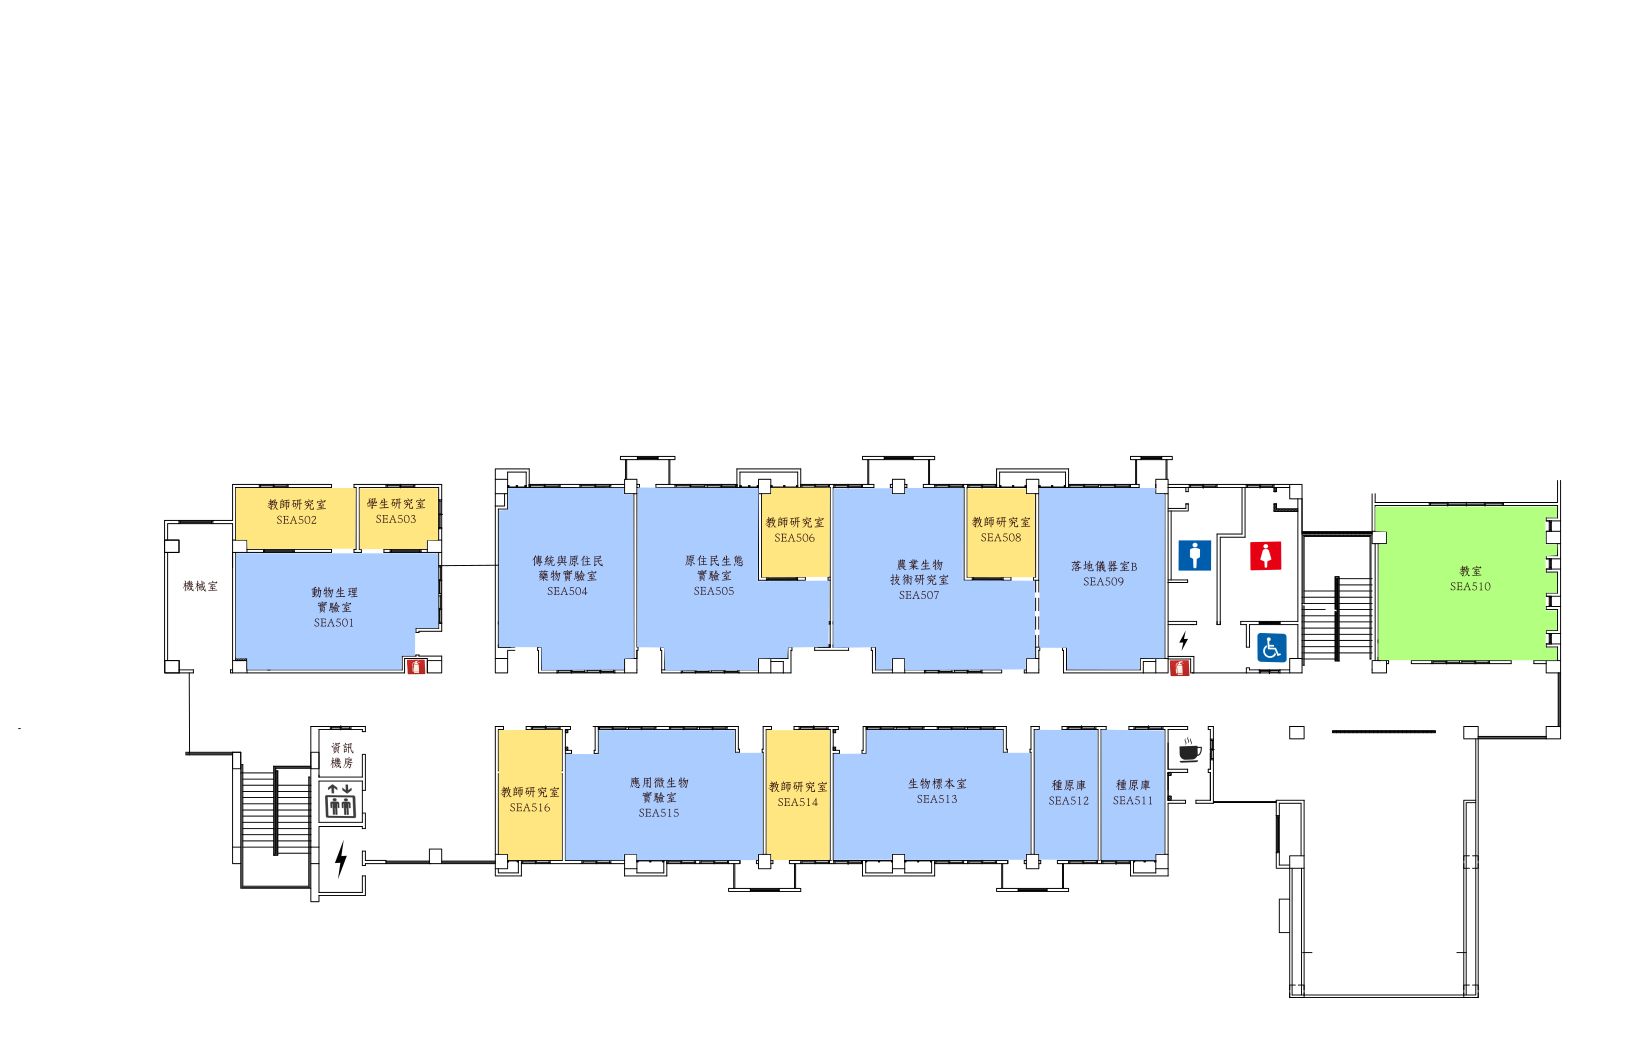 教師研究室
SEA502
學生研究室
SEA503
機械室
動物生理
實驗室
SEA501
傳統與原住民
藥物實驗室
SEA504
原住民生態
實驗室
SEA505
教師研究室
SEA506
農業生物
技術研究室
SEA507
教師研究室
SEA508
落地儀器室B
SEA509
教室
SEA510
資訊
機房
教師研究室
SEA516
應用微生物
實驗室
SEA515
教師研究室
SEA514
生物標本室
SEA513
種原庫
SEA512
種原庫
SEA511